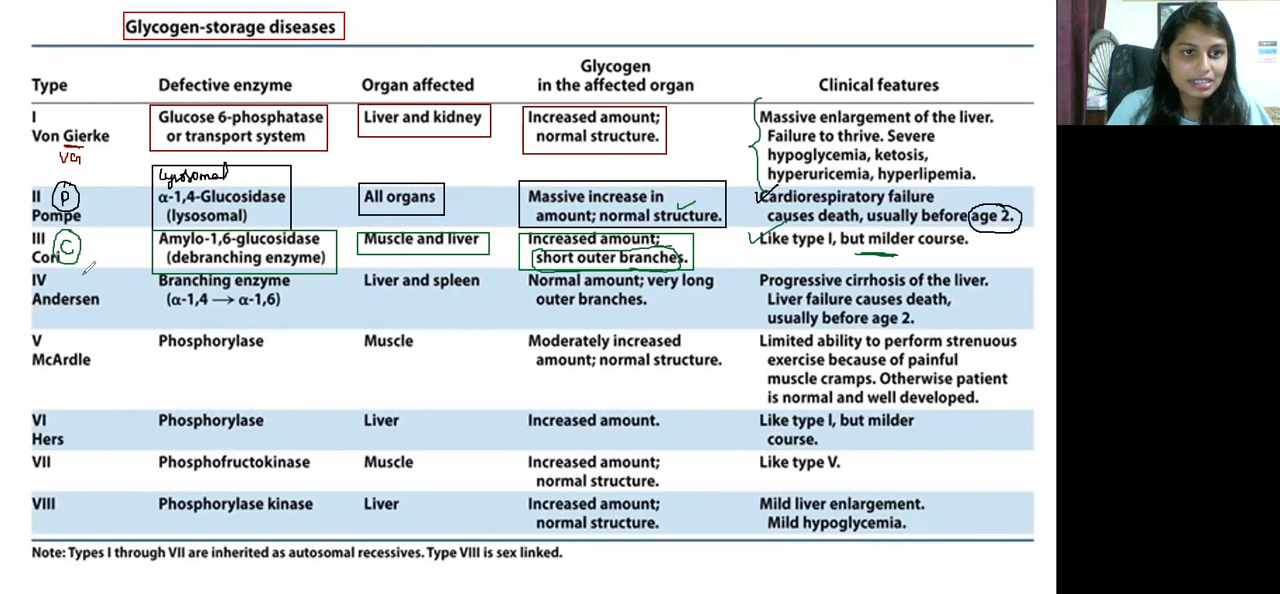 Glycogen-storage diseases
Glycogen
Type Defective enzyme Organ affected in the affected organ Clinical features
I Glucose 6-phosphatase Liver and kidney Increased amount; Massive enlargement of the liver.
Von Gierke or transport system normal structure. Failure to thrive. Severe
VG hypoglycemia, ketosis,
hyperuricemia, hyperlipemia.
Lysosomal
II P α-1,4-Glucosidase All organs Massive increase in Cardiorespiratory failure
Pompe (lysosomal) amount; normal structure. causes death, usually before age 2.
III C Amylo-1,6-glucosidase Muscle and liver Increased amount; Like type I, but milder course.
Cori (debranching enzyme) short outer branches.
IV Branching enzyme Liver and spleen Normal amount; very long Progressive cirrhosis of the liver.
Andersen (α-1,4 → α-1,6) outer branches. Liver failure causes death,
usually before age 2.
V Phosphorylase Muscle Moderately increased Limited ability to perform strenuous
McArdle amount; normal structure. exercise because of painful
muscle cramps. Otherwise patient
is normal and well developed.
VI Phosphorylase Liver Increased amount. Like type I, but milder
Hers course.
VII Phosphofructokinase Muscle Increased amount; Like type V.
normal structure.
VIII Phosphorylase kinase Liver Increased amount; Mild liver enlargement.
normal structure. Mild hypoglycemia.
Note: Types I through VII are inherited as autosomal recessives. Type VIII is sex linked.